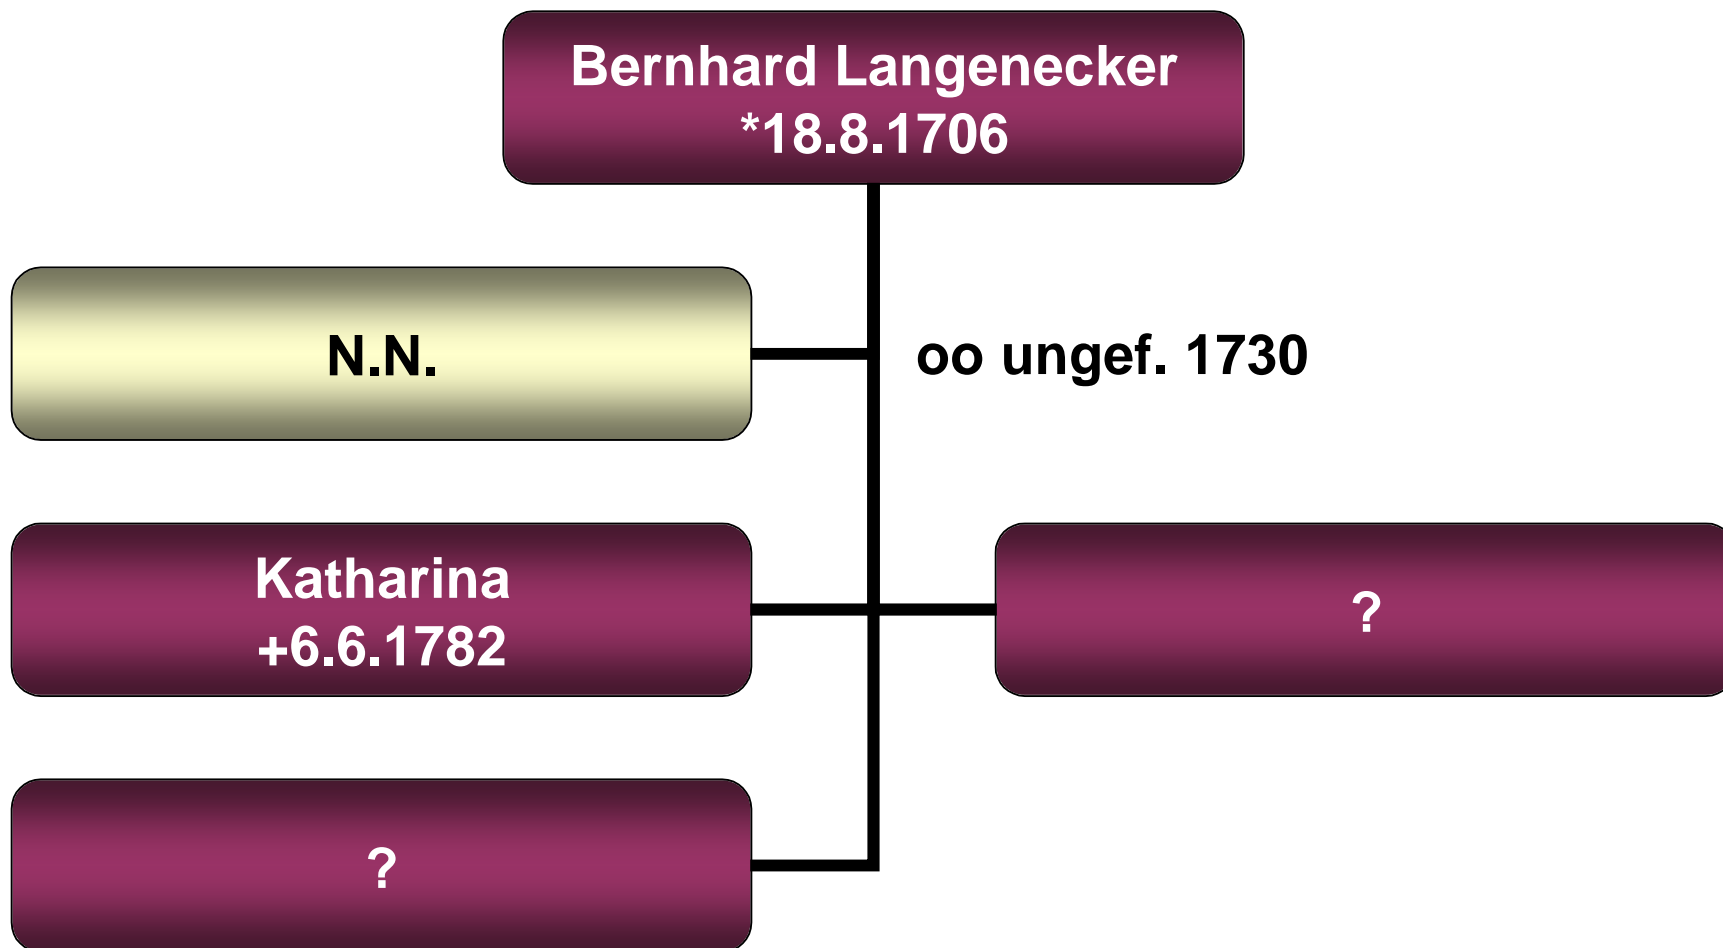 Bernhard Langenecker
*18.8.1706
N.N.
oo ungef. 1730
Katharina
+6.6.1782
?
?